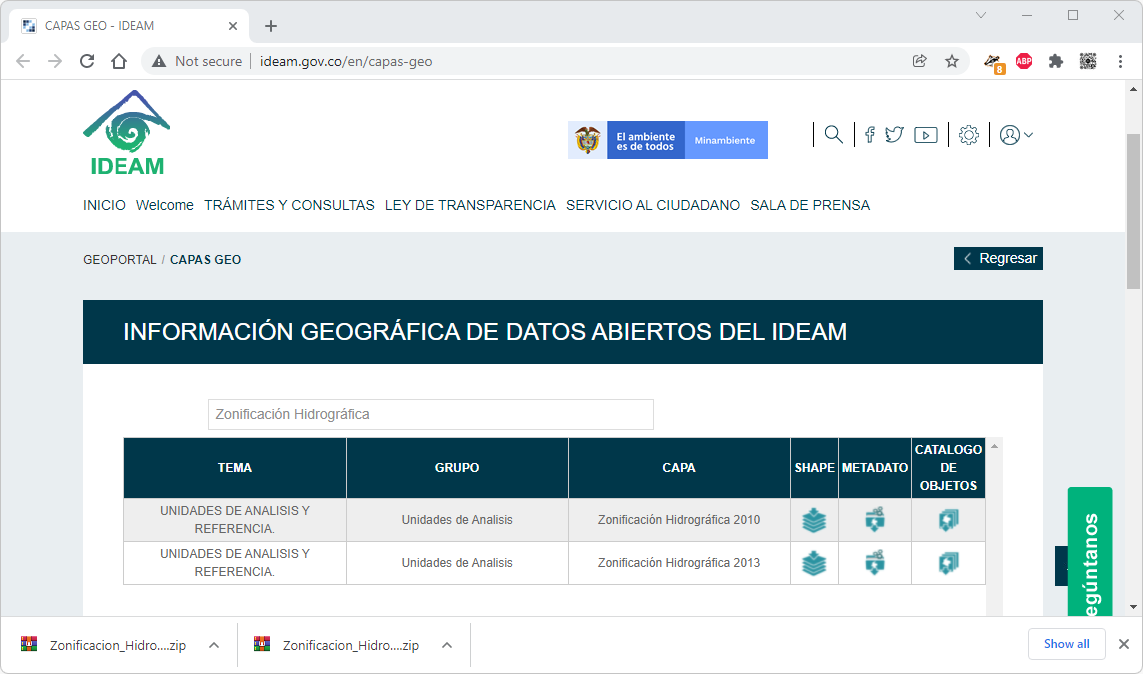 CAPAS GEO - IDEAM
Not secure
ideam.gov.co/en/capas-geo
8
ABP
IDEAM
El ambiente
es de todos
Minambiente
INICIO Welcome TRÁMITES Y CONSULTAS LEY DE TRANSPARENCIA SERVICIO AL CIUDADANO SALA DE PRENSA
GEOPORTAL / CAPAS GEO
Regresar
INFORMACIÓN GEOGRÁFICA DE DATOS ABIERTOS DEL IDEAM
Zonificación Hidrográfica
TEMA GRUPO CAPA SHAPE METADATO CATALOGO
DE
OBJETOS
UNIDADES DE ANALISIS Y
REFERENCIA.
Unidades de Analisis
Zonificación Hidrográfica 2010
UNIDADES DE ANALISIS Y
REFERENCIA.
Unidades de Analisis
Zonificación Hidrográfica 2013
egúntanos
Zonificacion_Hidro....zip
Zonificacion_Hidro....zip
Show all